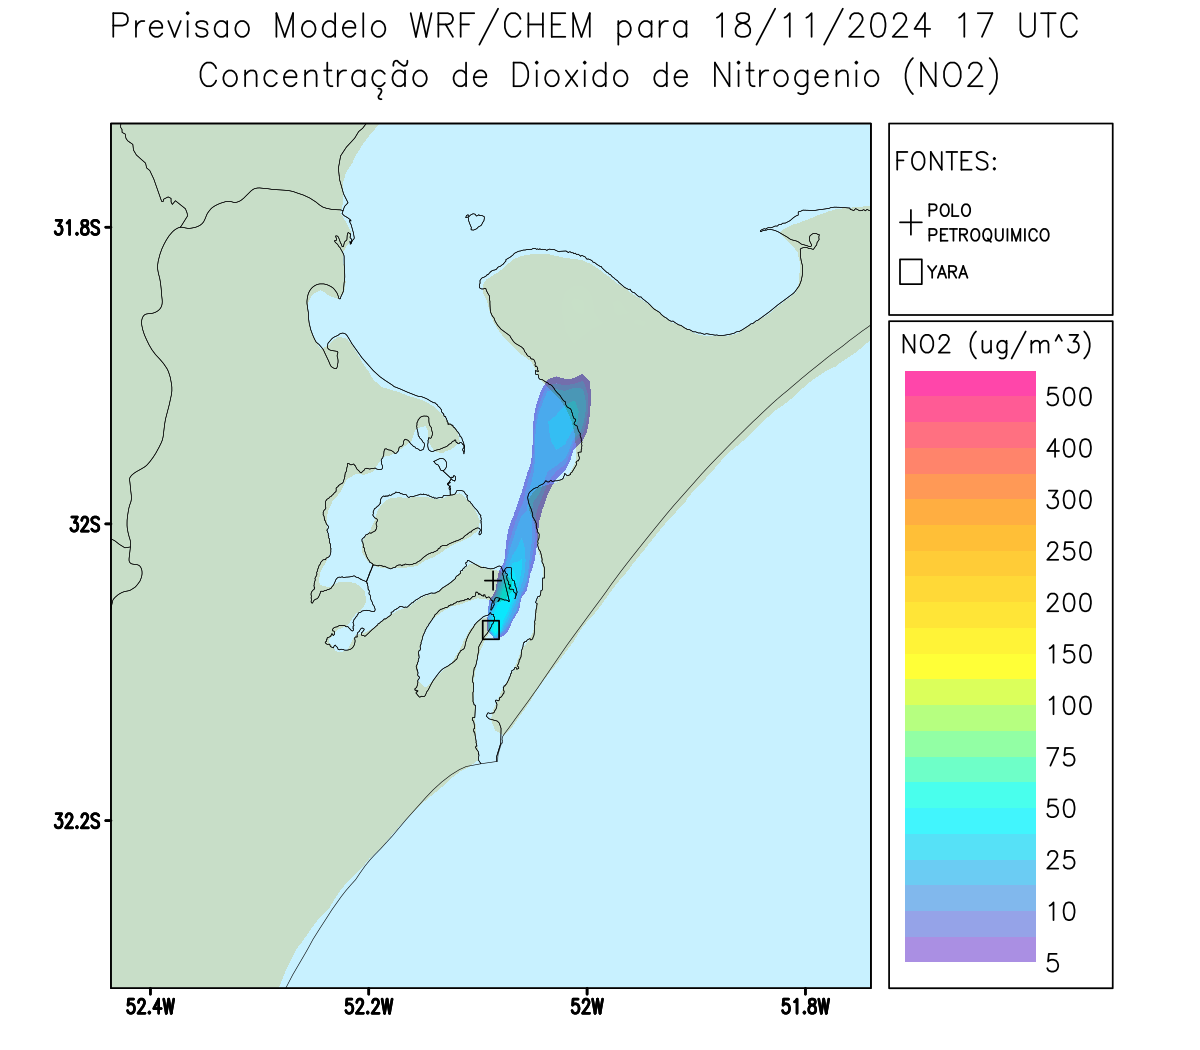 Previsao Modelo WRF/CHEM para 18/11/2024 17 UTC
Concentração de Dioxido de Nitrogenio (NO2)
FONTES:
POLO
PETROQUIMICO
YARA
31.8S
32S
32.2S
52.4W
52.2W
52W
51.8W
NO2 (ug/m^3)
500
400
300
250
200
150
100
75
50
25
10
5